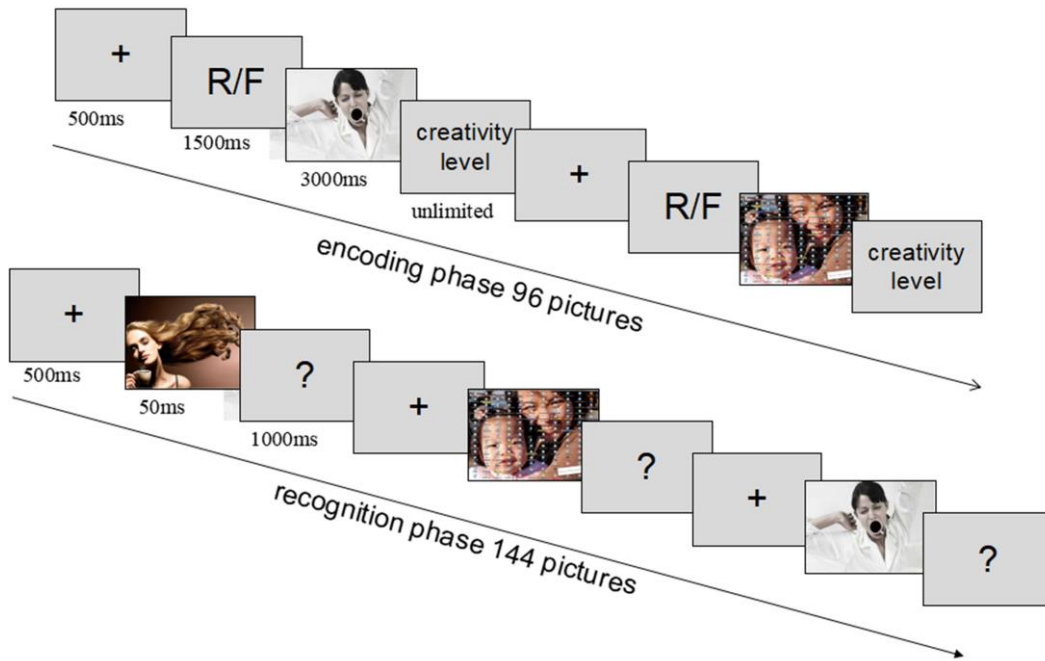 +
500ms
R/F
1500ms
3000ms
creativity
level
unlimited
+
R/F
creativity
level
encoding phase 96 pictures
+
500ms
50ms
?
1000ms
+
?
+
?
recognition phase 144 pictures